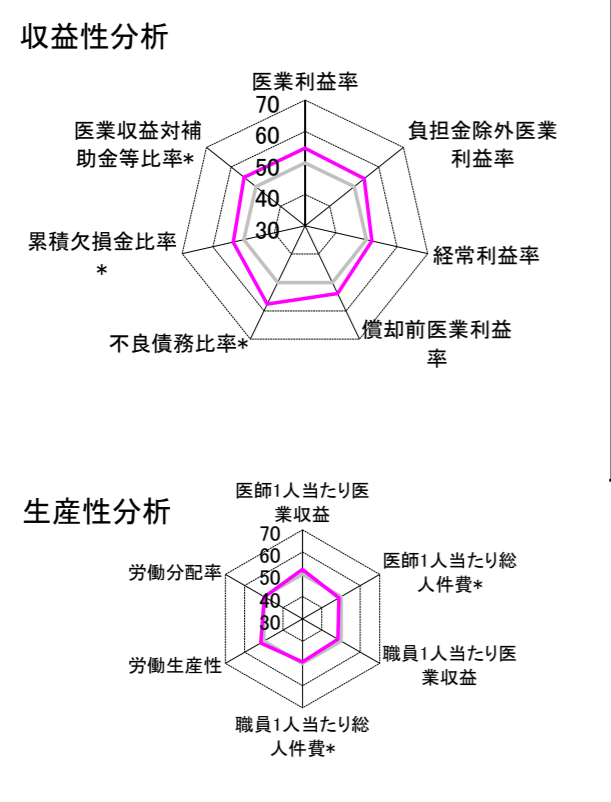 収益性分析
医業利益率
70
60
50
40
30
負担金除外医業
利益率
経常利益率
償却前医業利益
率
不良債務比率*
累積欠損金比率
*
医業収益対補
助金等比率*
生産性分析
医師1人当たり医
業収益
70
60
50
40
30
医師1人当たり総
人件費*
職員1人当たり医
業収益
職員1人当たり総
人件費*
労働生産性
労働分配率